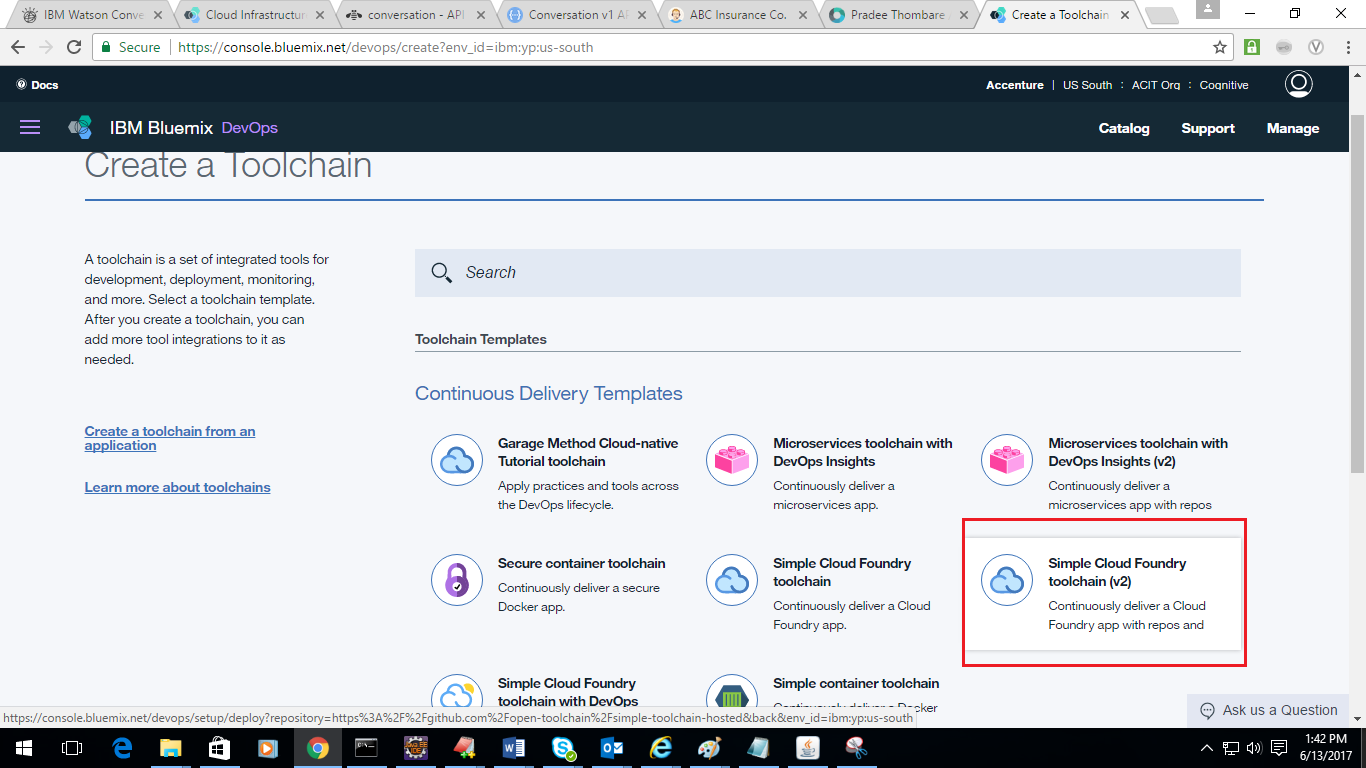 IBM Watson Conve
Cloud Infrastructur
conversation - API
Conversation v1 AP
ABC Insurance Co.
Pradee Thombare
Create a Toolchain
Secure
https://console.bluemix.net/devops/create?env_id=ibm:yp:us-south
Docs
Accenture | US South : ACIT Org : Cognitive
IBM Bluemix DevOps
Catalog Support Manage
Create a Toolchain
A toolchain is a set of integrated tools for
development, deployment, monitoring,
and more. Select a toolchain template.
After you create a toolchain, you can
add more tool integrations to it as
needed.
Create a toolchain from an
application
Learn more about toolchains
Search
Toolchain Templates
Continuous Delivery Templates
Garage Method Cloud-native
Tutorial toolchain
Apply practices and tools across
the DevOps lifecycle.
Microservices toolchain with
DevOps Insights
Continuously deliver a
microservices app.
Microservices toolchain with
DevOps Insights (v2)
Continuously deliver a
microservices app with repos
Secure container toolchain
Continuously deliver a secure
Docker app.
Simple Cloud Foundry
toolchain
Continuously deliver a Cloud
Foundry app.
Simple Cloud Foundry
toolchain (v2)
Continuously deliver a Cloud
Foundry app with repos and
Simple Cloud Foundry
toolchain with DevOps
Simple container toolchain
Continuously deliver a Docker
https://console.bluemix.net/devops/setup/deploy?repository=https%3A%2F%2Fgithub.com%2Fopen-toolchain%2Fsimple-toolchain-hosted&back&env_id=ibm:yp:us-south
Ask us a Question
1:42 PM
6/13/2017